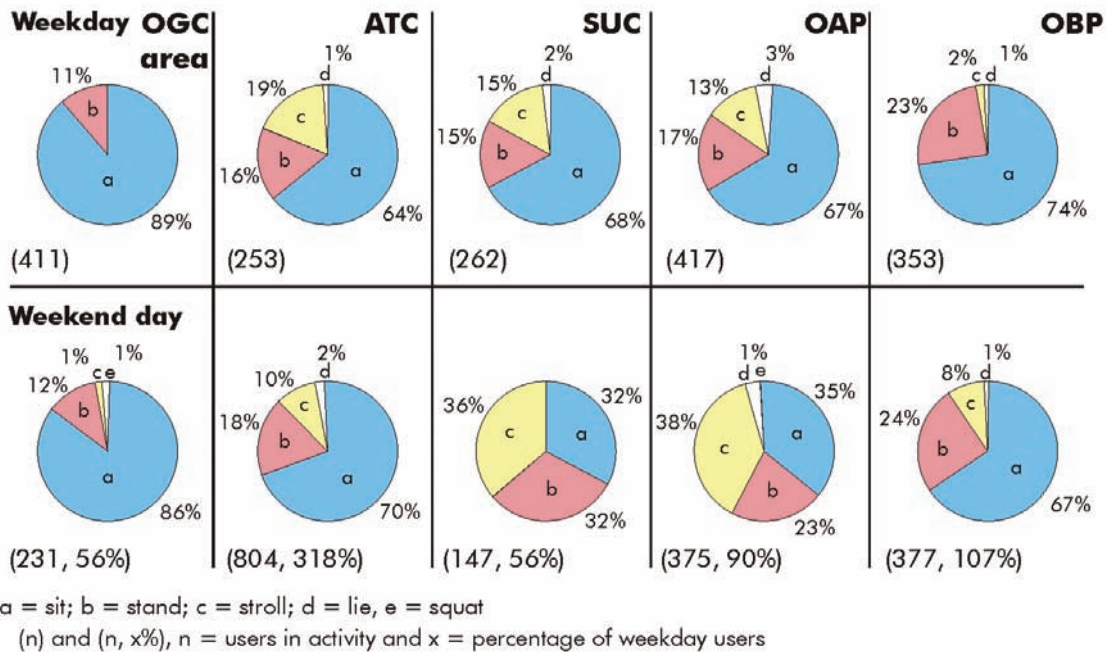 Weekday OGC area ATC SUC OAP OBP
11% b a 89%
1% d 19% c 16% b a 64%
2% d 15% c 15% b a 68%
3% d 13% c 17% b a 67%
2% 1% c d 23% b a 74%
(411) (253) (262) (417) (353)
Weekend day
1% 1% c e 12% b a 86%
2% d 10% c 18% b a 70%
36% c 32% a b 32%
1% d e 35% 38% c a b 23%
1% d 8% c 24% b a 67%
(231, 56%) (804, 318%) (147, 56%) (375, 90%) (377, 107%)
a = sit; b = stand; c = stroll; d = lie, e = squat
(n) and (n, x%), n = users in activity and x = percentage of weekday users